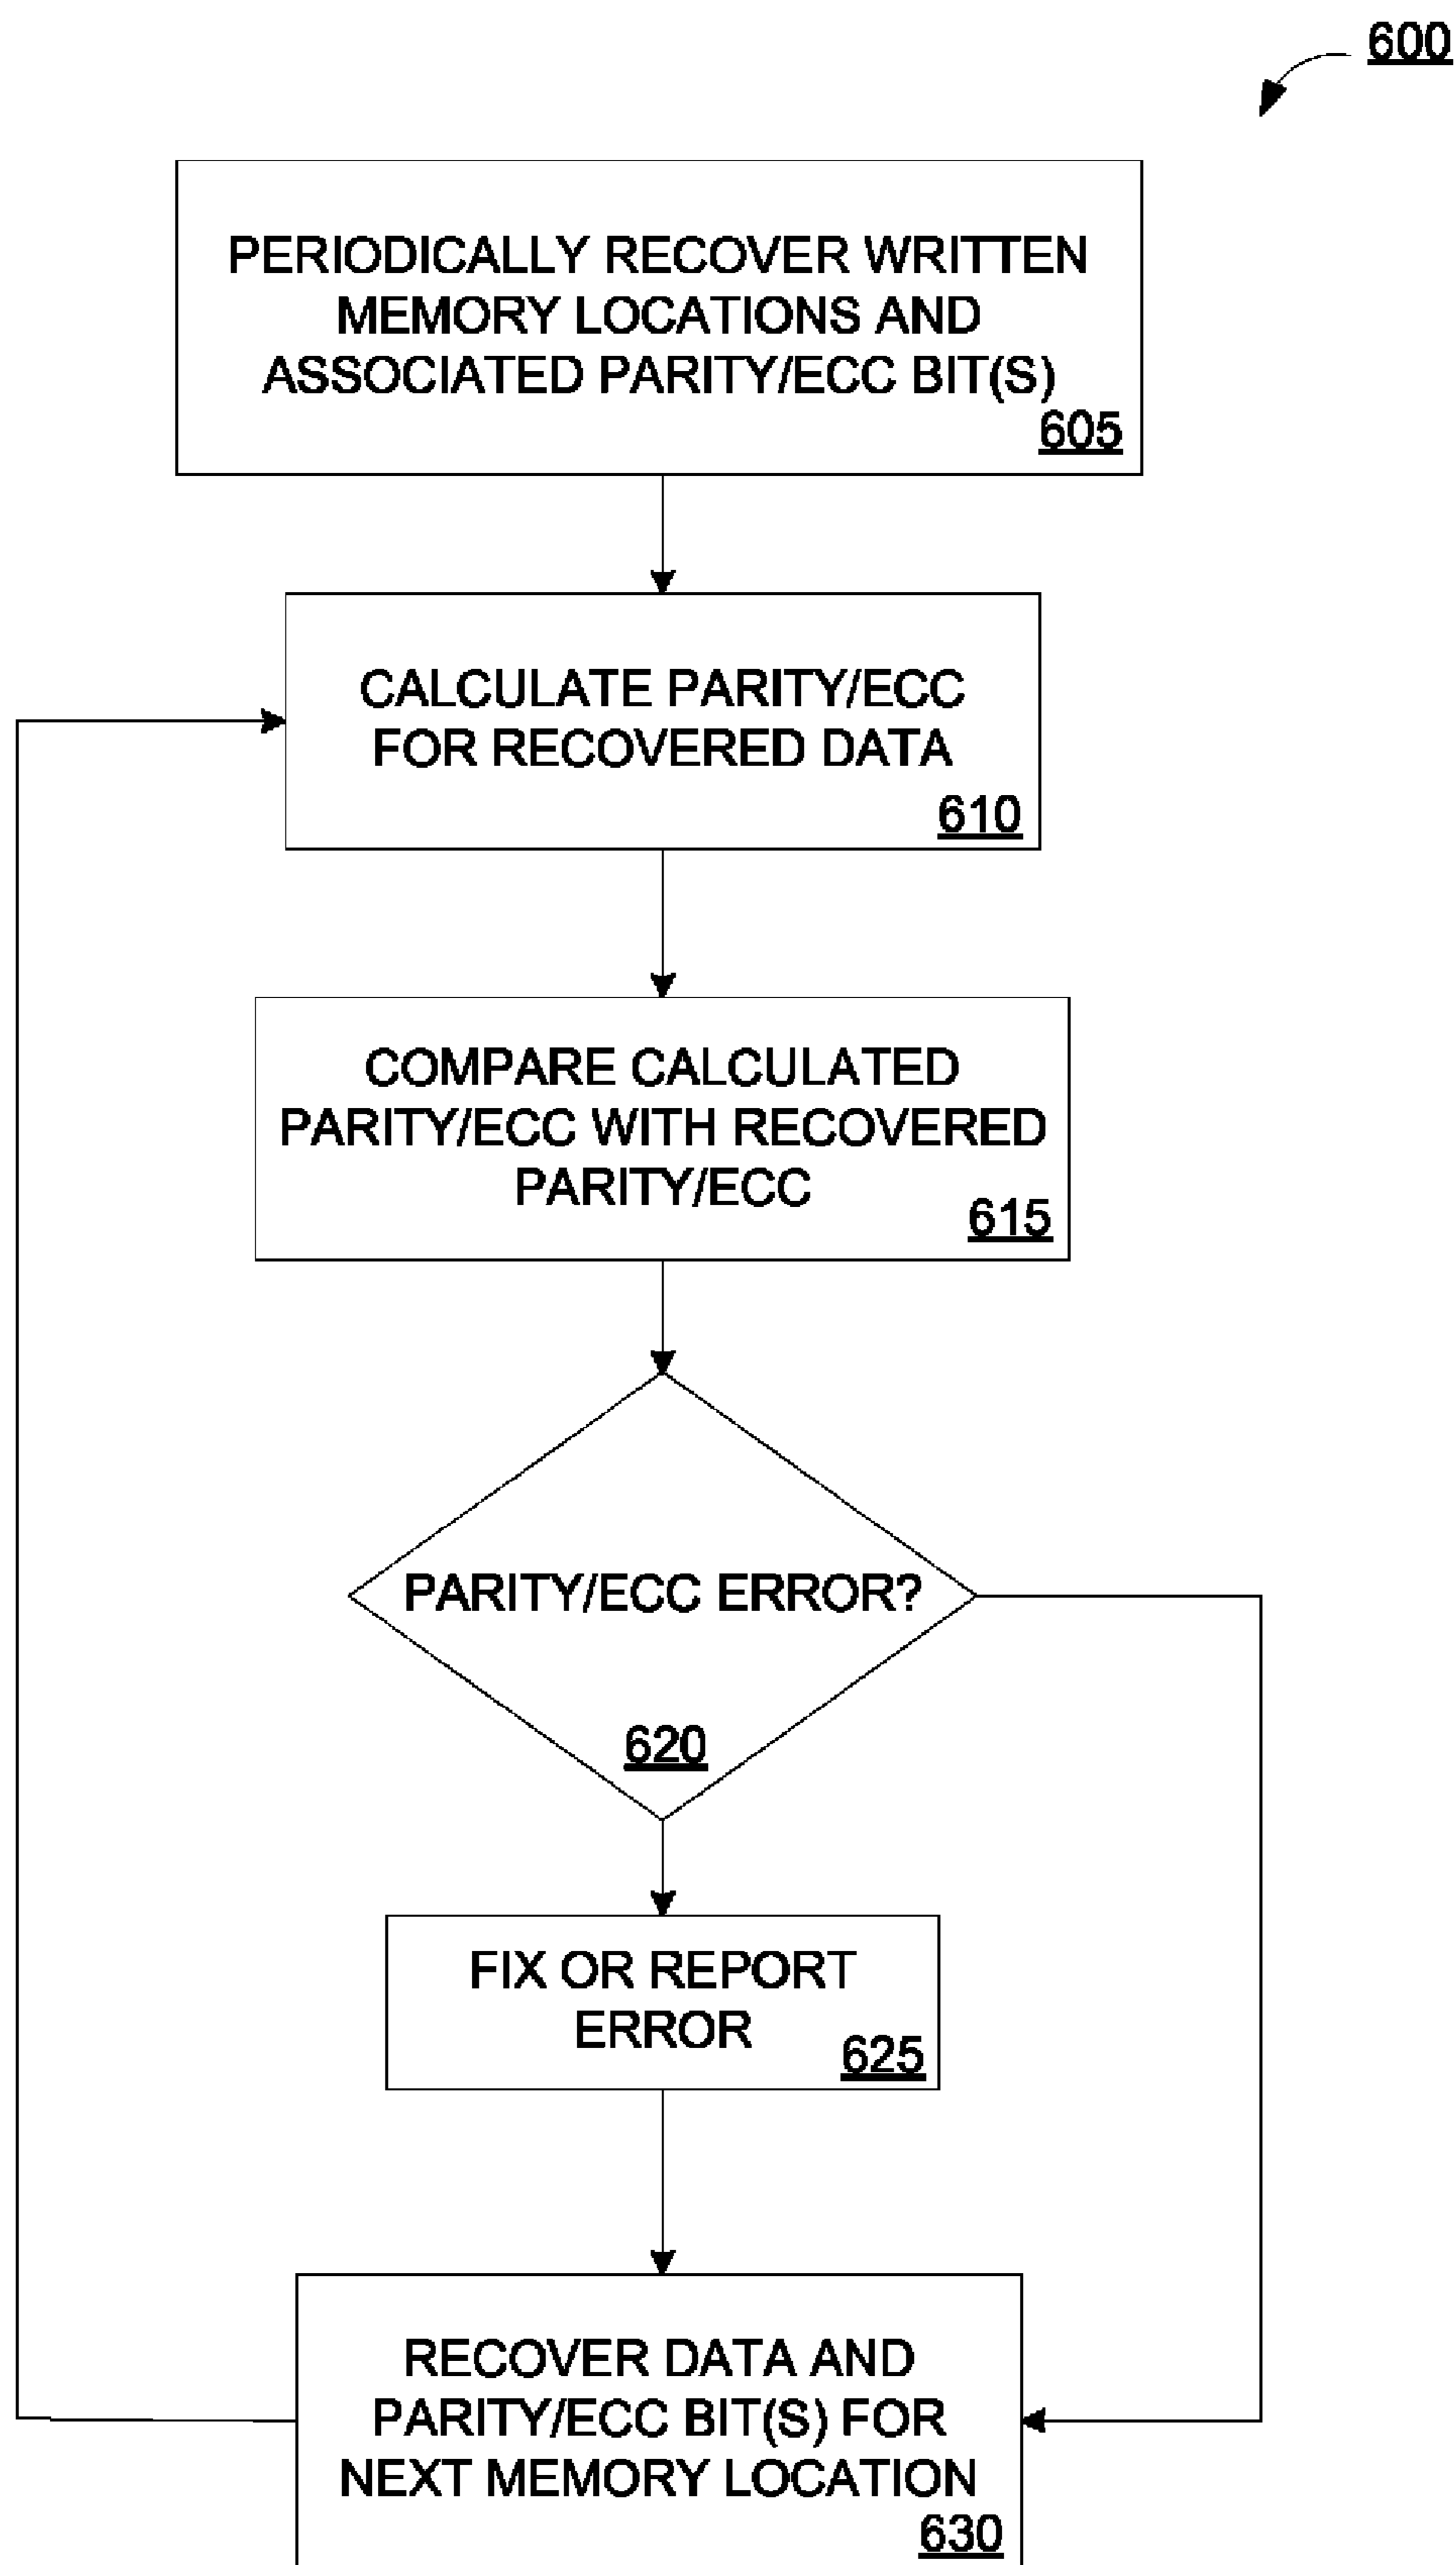 600
PERIODICALLY RECOVER WRITTEN
MEMORY LOCATIONS AND
ASSOCIATED PARITY/ECC BIT(S)
605
CALCULATE PARITY/ECC
FOR RECOVERED DATA
610
COMPARE CALCULATED
PARITY/ECC WITH RECOVERED
PARITY/ECC
615
PARITY/ECC ERROR?
620
FIX OR REPORT
ERROR
625
RECOVER DATA AND
PARITY/ECC BIT(S) FOR
NEXT MEMORY LOCATION
630